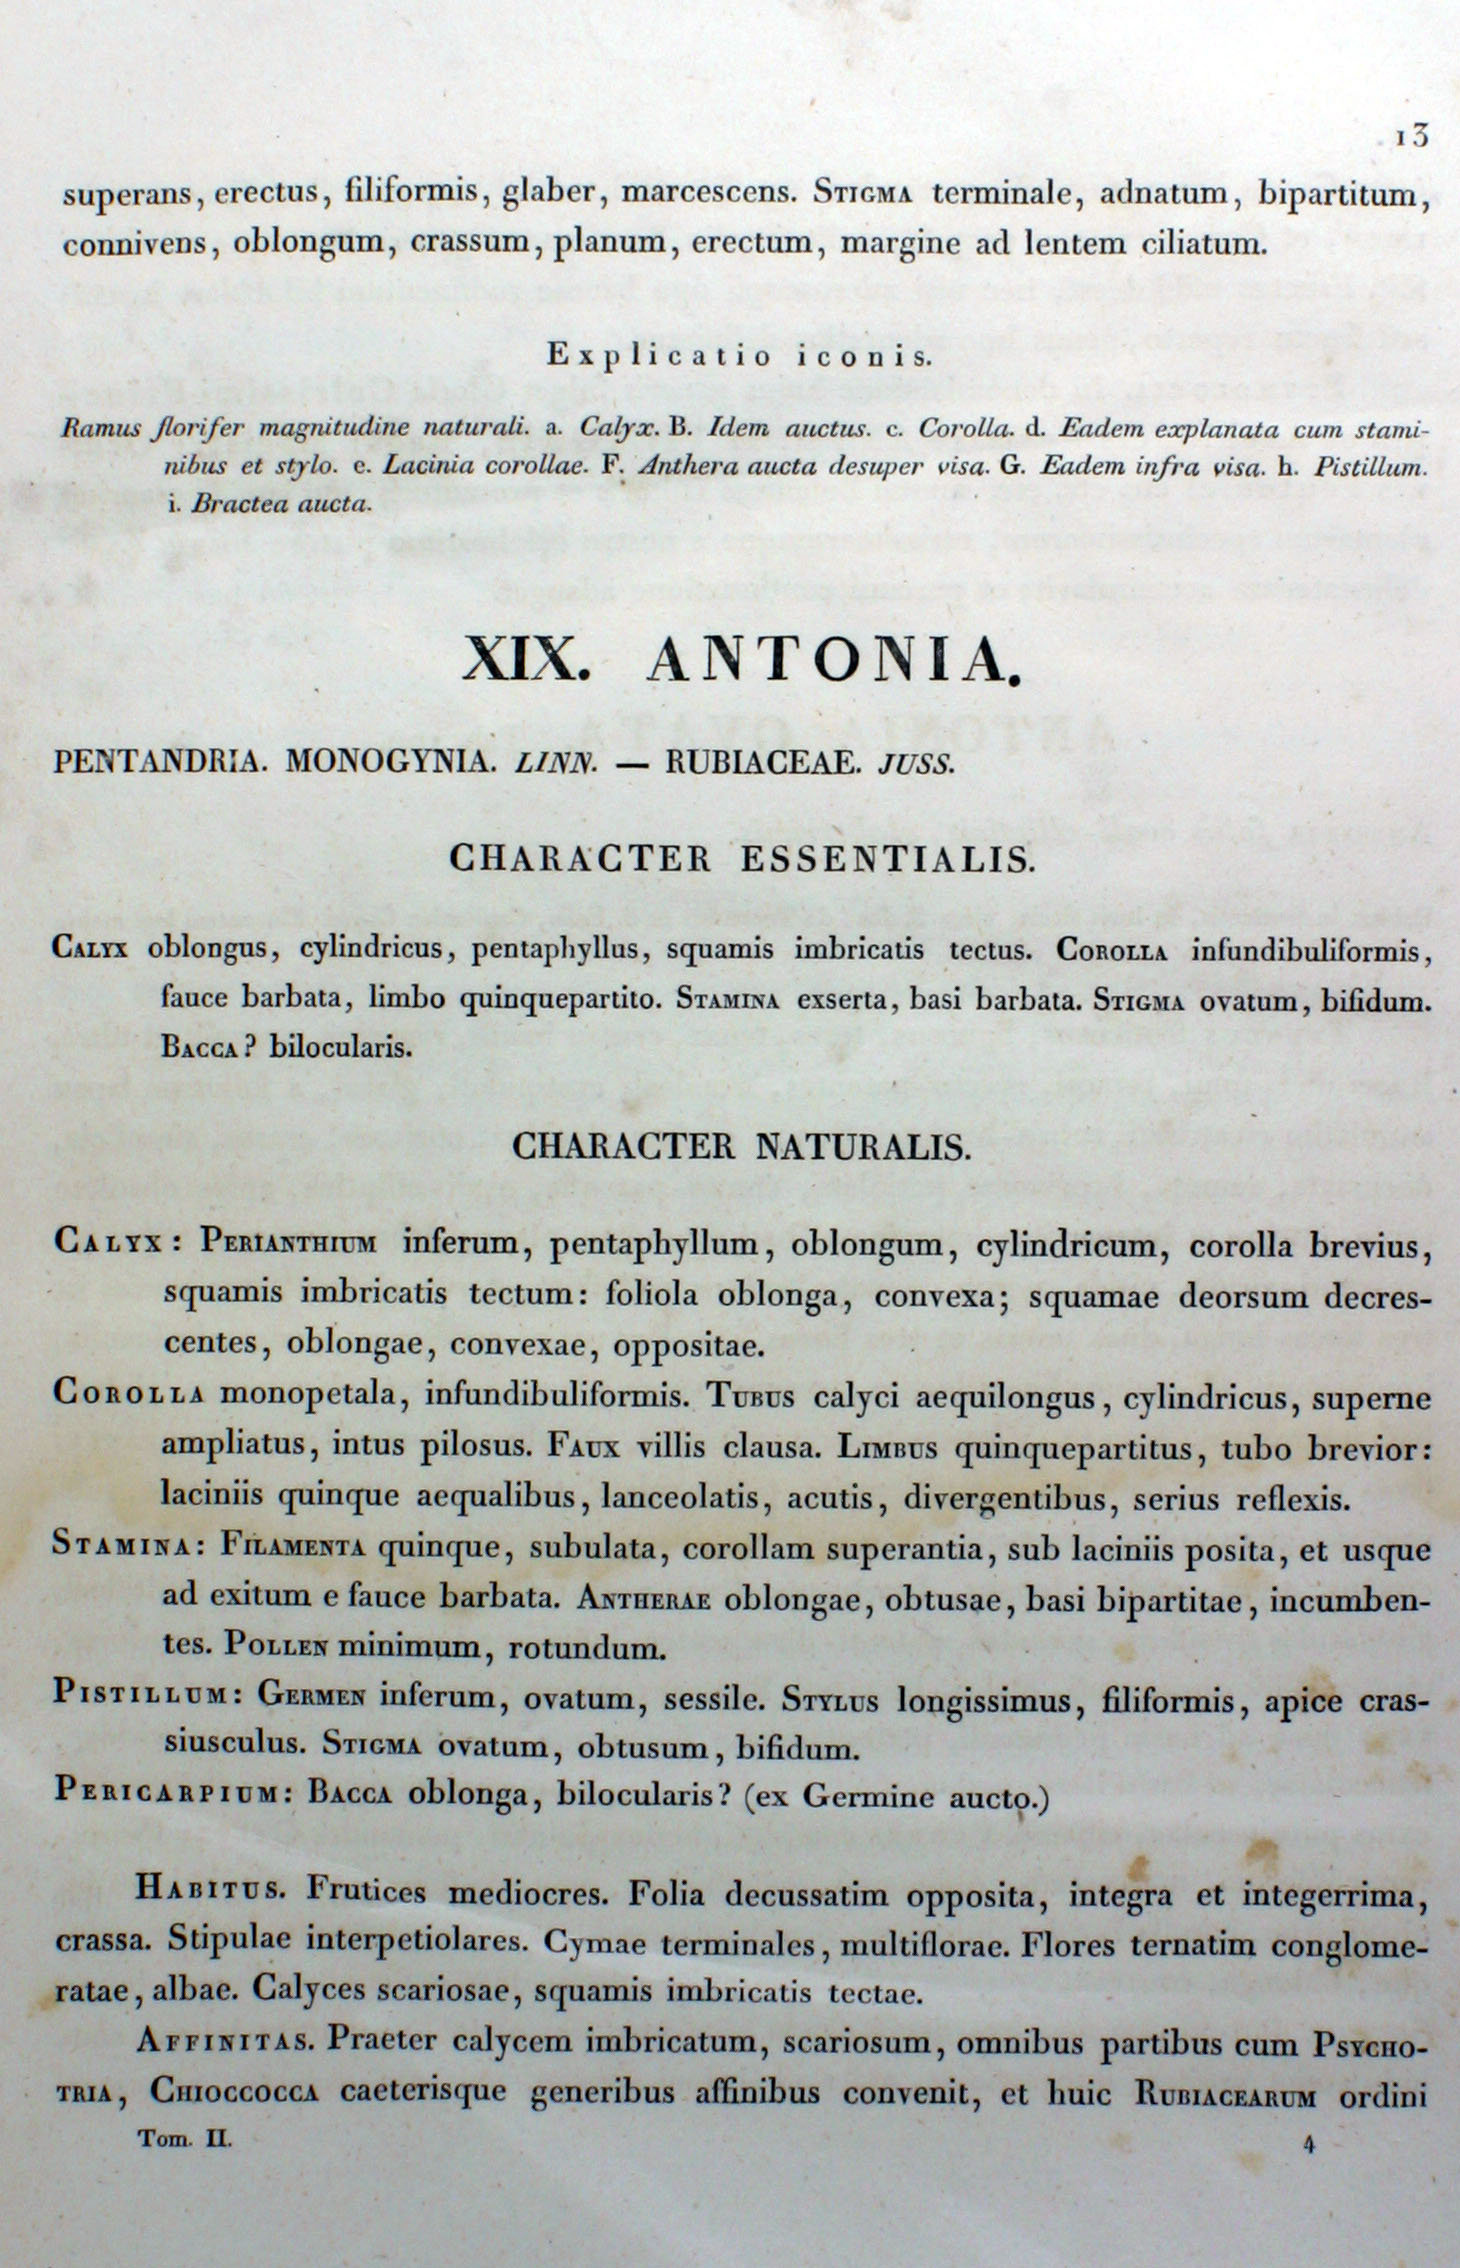 13
superans, erectus, filiformis, glaber, marcescens. Stigma terminale, adnatum, bipartitum,
connivens, oblongum, crassum, planum, erectum, margine ad lentem ciliatum.
Explicatio iconis.
Ramus florifer magnitudine naturali. a. Calyx. B. Idem auctus. c. Corolla. d. Eadem explanata cum stami-
nibus et stylo. e. Lacinia corollae. F. Anthera aucta desuper visa. G. Eadem infra visa. h. Pistillum.
i. Bractea aucta.
XIX. ANTONIA.
PENTANDRIA. MONOGYNIA. LINN. — RUBIACEAE. JUSS.
CHARACTER ESSENTIALIS.
Calyx oblongus, cylindricus, pentaphyllus, squamis imbricatis tectus. Corolla infundibuliformis,
fauce barbata, limbo quinquepartito. Stamina exserta, basi barbata. Stigma ovatum, bifidum.
Bacca? bilocularis.
CHARACTER NATURALIS.
Calyx: Perianthium inferum, pentaphyllum, oblongum, cylindricum, corolla brevius,
squamis imbricatis tectum: foliola oblonga, convexa; squamae deorsum decres-
centes, oblongae, convexae, oppositae.
Corolla monopetala, infundibuliformis. Tubus calyci aequilongus, cylindricus, superne
ampliatus, intus pilosus. Faux villis clausa. Limbus quinquepartitus, tubo brevior:
laciniis quinque aequalibus, lanceolatis, acutis, divergentibus, serius reflexis.
Stamina: Filamenta quinque, subulata, corollam superantia, sub laciniis posita, et usque
ad exitum e fauce barbata. Antherae oblongae, obtusae, basi bipartitae, incumben-
tes. Pollen minimum, rotundum.
Pistillum: Germen inferum, ovatum, sessile. Stylus longissimus, filiformis, apice cras-
siusculus. Stigma ovatum, obtusum, bifidum.
Pericarpium: Bacca oblonga, bilocularis? (ex Germine aucto.)
Habitus. Frutices mediocres. Folia decussatim opposita, integra et integerrima,
crassa. Stipulae interpetiolares. Cymae terminales, multiflorae. Flores ternatim conglome-
ratae, albae. Calyces scariosae, squamis imbricatis tectae.
Affinitas. Praeter calycem imbricatum, scariosum, omnibus partibus cum Psycho-
tria, Chioccocca caeterisque generibus affinibus convenit, et huic Rubiacearum ordini
Tom. II. 4